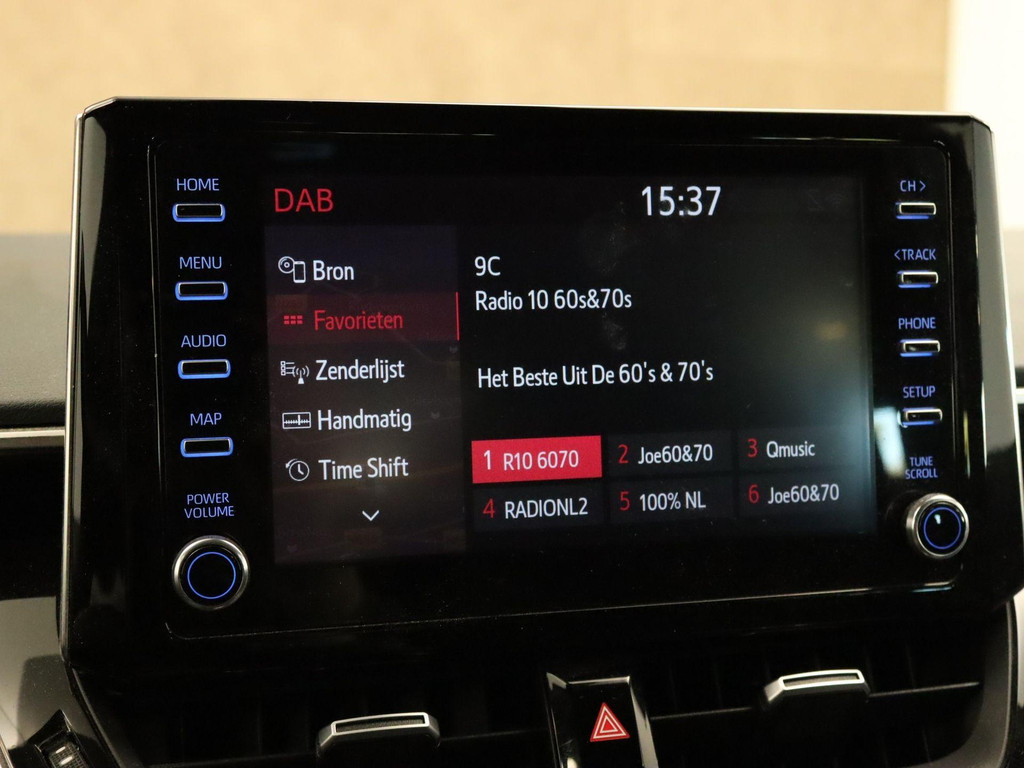 HOME
MENU
AUDIO
MAP
POWER
VOLUME
DAB
15:37
Bron
Favorieten
Zenderlijst
Handmatig
Time Shift
9C
Radio 10 60s&70s
Het Beste Uit De 60's & 70's
1 R10 6070
2 Joe60&70
3 Qmusic
4 RADIONL2
5 100% NL
6 Joe60&70
CH >
< TRACK
PHONE
SETUP
TUNE
SCROLL